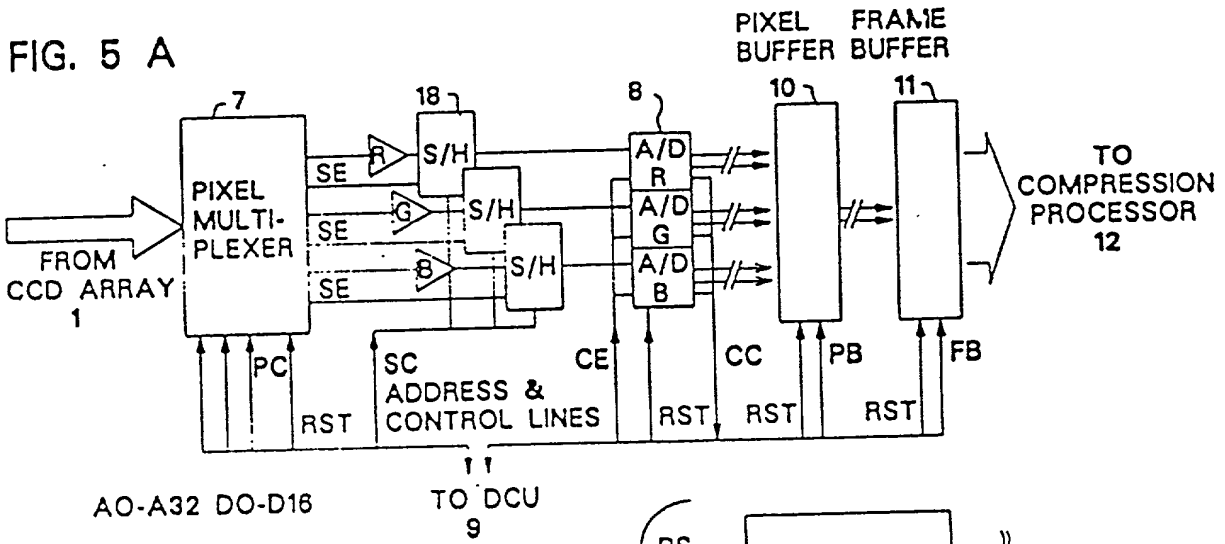 FIG. 5 A
PIXEL FRAME
BUFFER BUFFER
7
18
8
10
11
PIXEL
MULTI-
PLEXER
SE
SE
SE
R
G
B
S/H
S/H
S/H
A/D
R
A/D
G
A/D
B
TO
COMPRESSION
PROCESSOR
12
FROM
CCD ARRAY
1
PC
RST
SC
ADDRESS &
CONTROL LINES
CE
RST
CC
RST
PB
RST
FB
AO-A32 DO-D16
TO DCU
9